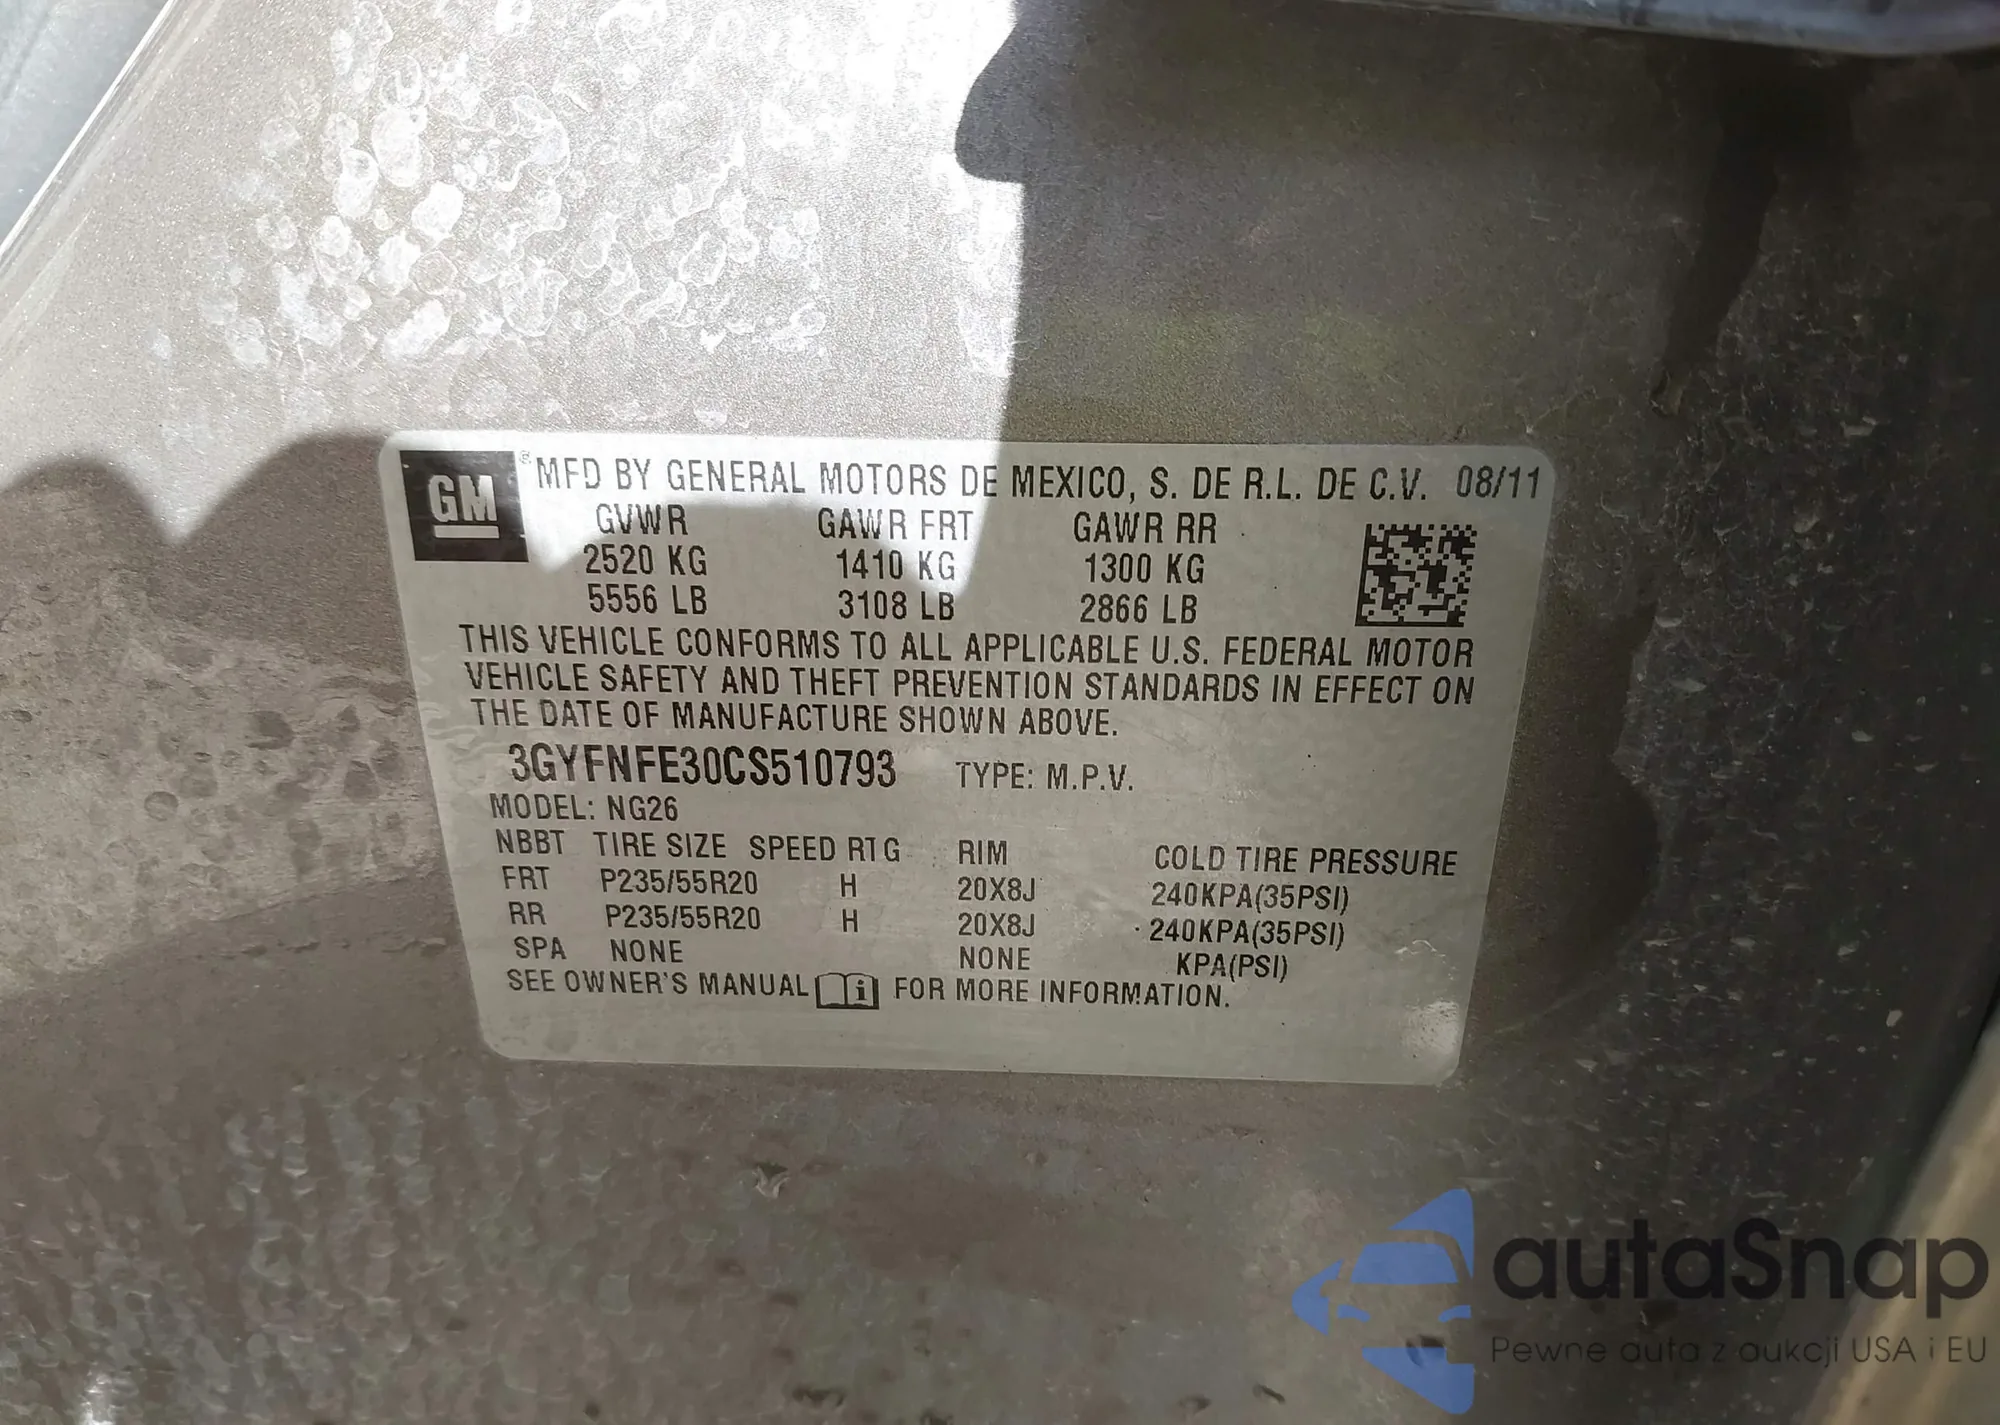 GM ® MFD BY GENERAL MOTORS DE MEXICO, S. DE R.L. DE C.V. 08/11
GVWR GAWR FRT GAWR RR
2520 KG 1410 KG 1300 KG
5556 LB 3108 LB 2866 LB
THIS VEHICLE CONFORMS TO ALL APPLICABLE U.S. FEDERAL MOTOR
VEHICLE SAFETY AND THEFT PREVENTION STANDARDS IN EFFECT ON
THE DATE OF MANUFACTURE SHOWN ABOVE.
3GYFNFE30CS510793 TYPE: M.P.V.
MODEL: NG26
NBBT TIRE SIZE SPEED RTG RIM COLD TIRE PRESSURE
FRT P235/55R20 H 20X8J 240KPA(35PSI)
RR P235/55R20 H 20X8J 240KPA(35PSI)
SPA NONE NONE KPA(PSI)
SEE OWNER'S MANUAL i FOR MORE INFORMATION.
autaSnap
Pewne auta z aukcji USA i EU